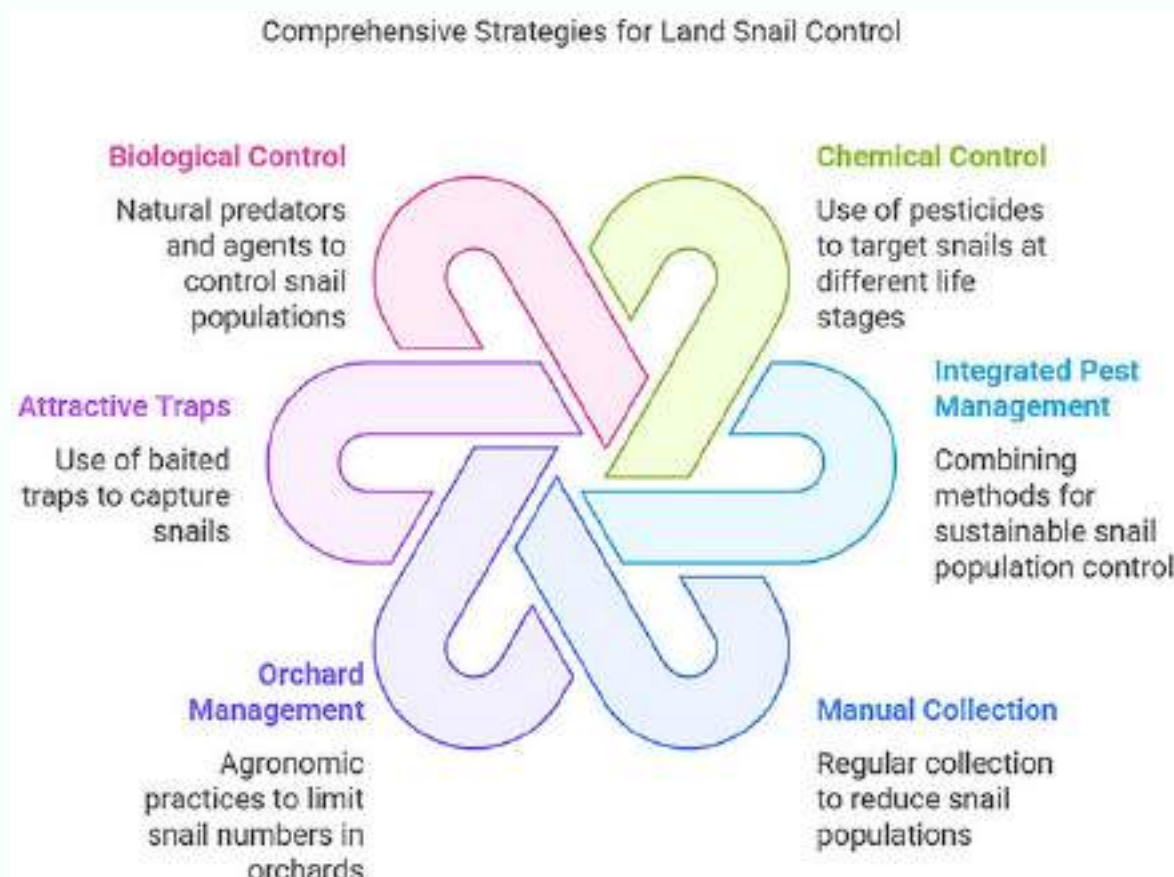 Comprehensive Strategies for Land Snail Control
Biological Control
Natural predators
and agents to
control snail
populations
Chemical Control
Use of pesticides
to target snails at
different life
stages
Attractive Traps
Use of baited
traps to capture
snails
Integrated Pest
Management
Combining
methods for
sustainable snail
population control
Orchard
Management
Agronomic
practices to limit
snail numbers in
orchards
Manual Collection
Regular collection
to reduce snail
populations